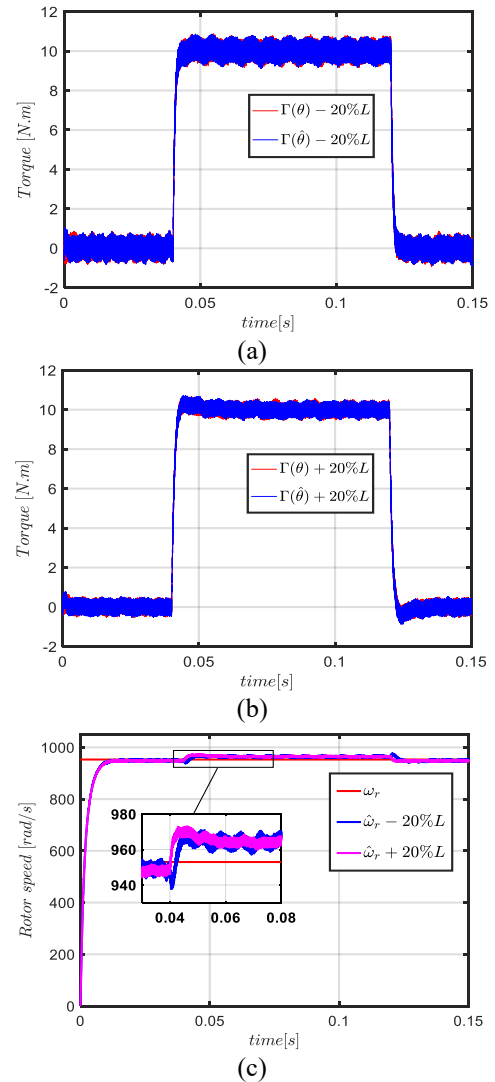 12
10
8
6
4
2
0
-2
Torque [N.m]
Γ(θ) − 20%L
Γ(θ̂) − 20%L
0 0.05 0.1 0.15
time[s]
(a)
12
10
8
6
4
2
0
-2
Torque [N.m]
Γ(θ) + 20%L
Γ(θ̂) + 20%L
0 0.05 0.1 0.15
time[s]
(b)
1000
800
600
400
200
0
Rotor speed [rad/s]
ω_r
ω̂_r − 20%L
ω̂_r + 20%L
980
960
940
0.04 0.06 0.08
0 0.05 0.1 0.15
time[s]
(c)